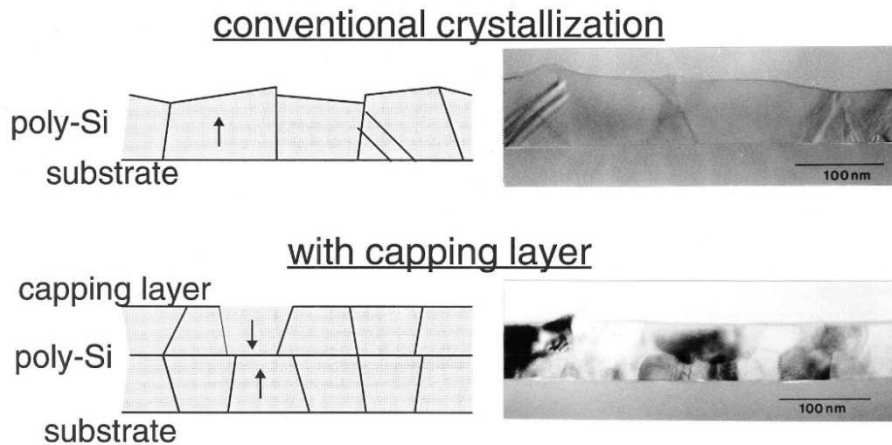 conventional crystallization
poly-Si
substrate
100nm
with capping layer
capping layer
poly-Si
substrate
100nm